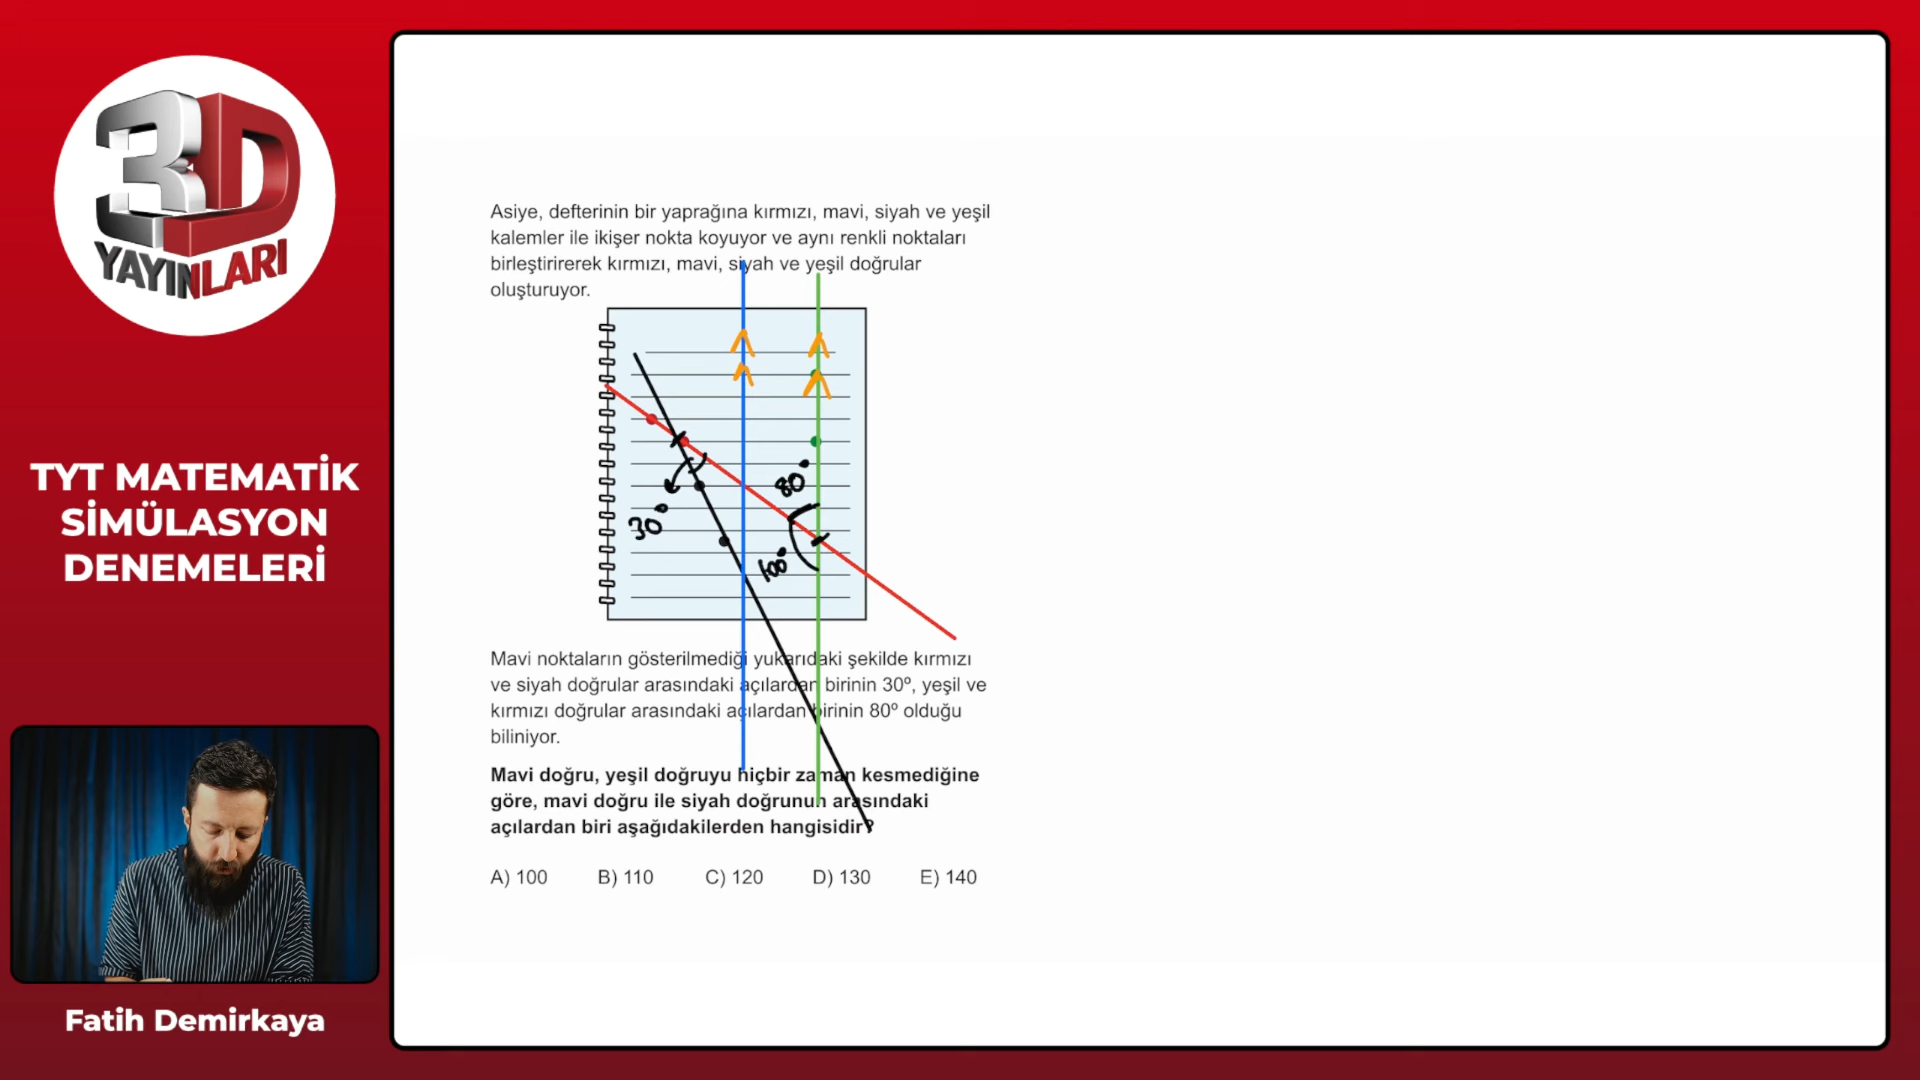 3D
YAYINLARI
TYT MATEMATİK
SİMÜLASYON
DENEMELERİ
Fatih Demirkaya
Asiye, defterinin bir yaprağına kırmızı, mavi, siyah ve yeşil
kalemler ile ikişer nokta koyuyor ve aynı renkli noktaları
birleştirirerek kırmızı, mavi, siyah ve yeşil doğrular
oluşturuyor.
80°
30°
100°
Mavi noktaların gösterilmediği yukarıdaki şekilde kırmızı
ve siyah doğrular arasındaki açılardan birinin 30º, yeşil ve
kırmızı doğrular arasındaki açılardan birinin 80º olduğu
biliniyor.
Mavi doğru, yeşil doğruyu hiçbir zaman kesmediğine
göre, mavi doğru ile siyah doğrunun arasındaki
açılardan biri aşağıdakilerden hangisidir?
A) 100 B) 110 C) 120 D) 130 E) 140